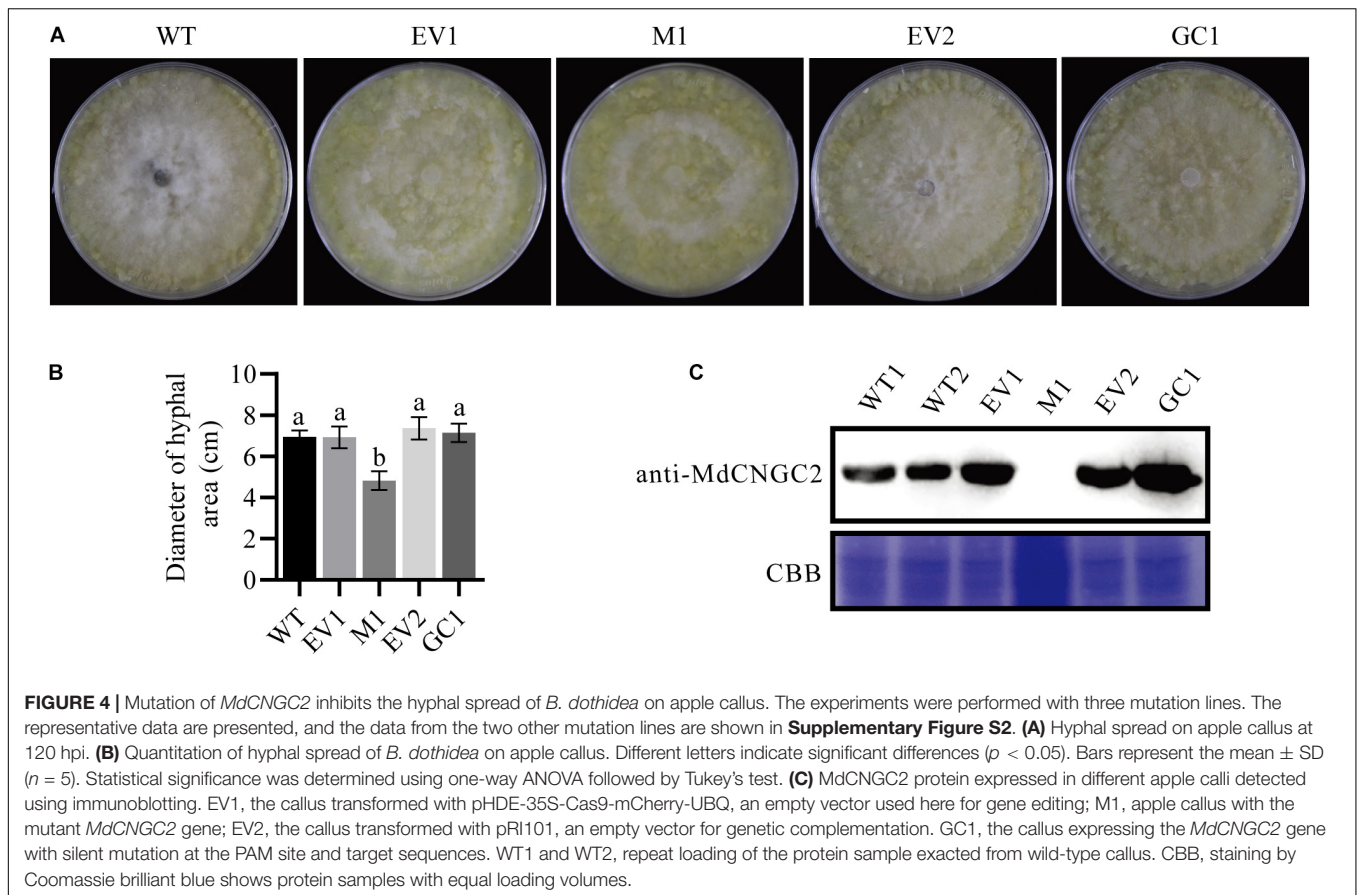 A
WT EV1 M1 EV2 GC1
B
Diameter of hyphal
area (cm)
10
8
6
4
2
0
a a b a a
WT EV1 M1 EV2 GC1
C
WT1 WT2 EV1 M1 EV2 GC1
anti-MdCNGC2
CBB
FIGURE 4 | Mutation of MdCNGC2 inhibits the hyphal spread of B. dothidea on apple callus. The experiments were performed with three mutation lines. The
representative data are presented, and the data from the two other mutation lines are shown in Supplementary Figure S2. (A) Hyphal spread on apple callus at
120 hpi. (B) Quantitation of hyphal spread of B. dothidea on apple callus. Different letters indicate significant differences (p < 0.05). Bars represent the mean ± SD
(n = 5). Statistical significance was determined using one-way ANOVA followed by Tukey's test. (C) MdCNGC2 protein expressed in different apple calli detected
using immunoblotting. EV1, the callus transformed with pHDE-35S-Cas9-mCherry-UBQ, an empty vector used here for gene editing; M1, apple callus with the
mutant MdCNGC2 gene; EV2, the callus transformed with pRI101, an empty vector for genetic complementation. GC1, the callus expressing the MdCNGC2 gene
with silent mutation at the PAM site and target sequences. WT1 and WT2, repeat loading of the protein sample exacted from wild-type callus. CBB, staining by
Coomassie brilliant blue shows protein samples with equal loading volumes.